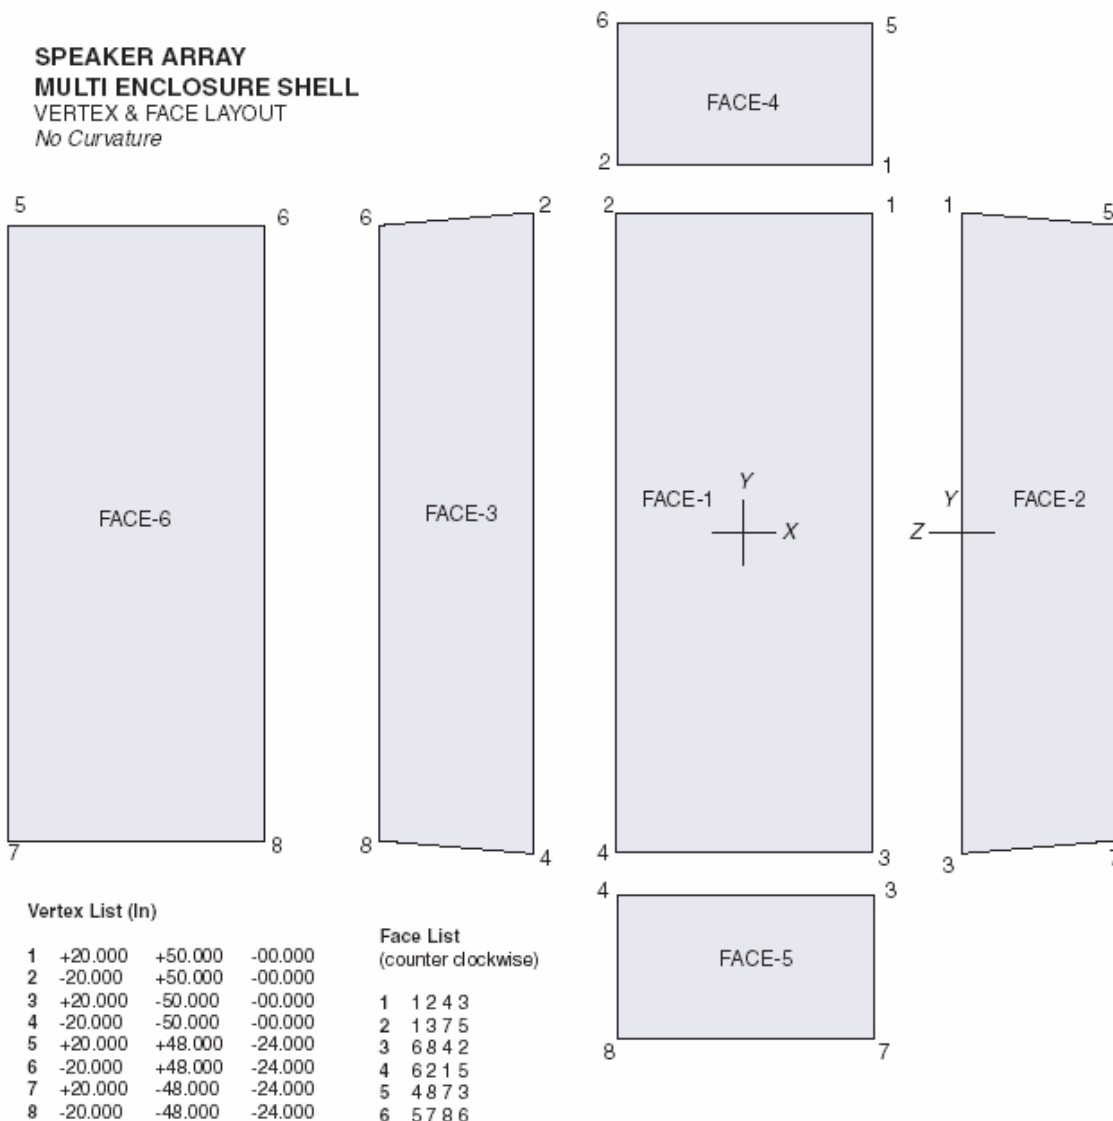 SPEAKER ARRAY
MULTI ENCLOSURE SHELL
VERTEX & FACE LAYOUT
No Curvature
6 5
FACE-4
2 1
5 6
6 2
2 1
1 5
FACE-6
FACE-3
FACE-1
Y
X
Y
Z
FACE-2
7 8
8 4
4 3
3 7
4 3
FACE-5
8 7
Vertex List (In)
1 +20.000 +50.000 -00.000
2 -20.000 +50.000 -00.000
3 +20.000 -50.000 -00.000
4 -20.000 -50.000 -00.000
5 +20.000 +48.000 -24.000
6 -20.000 +48.000 -24.000
7 +20.000 -48.000 -24.000
8 -20.000 -48.000 -24.000
Face List
(counter clockwise)
1 1 2 4 3
2 1 3 7 5
3 6 8 4 2
4 6 2 1 5
5 4 8 7 3
6 5 7 8 6